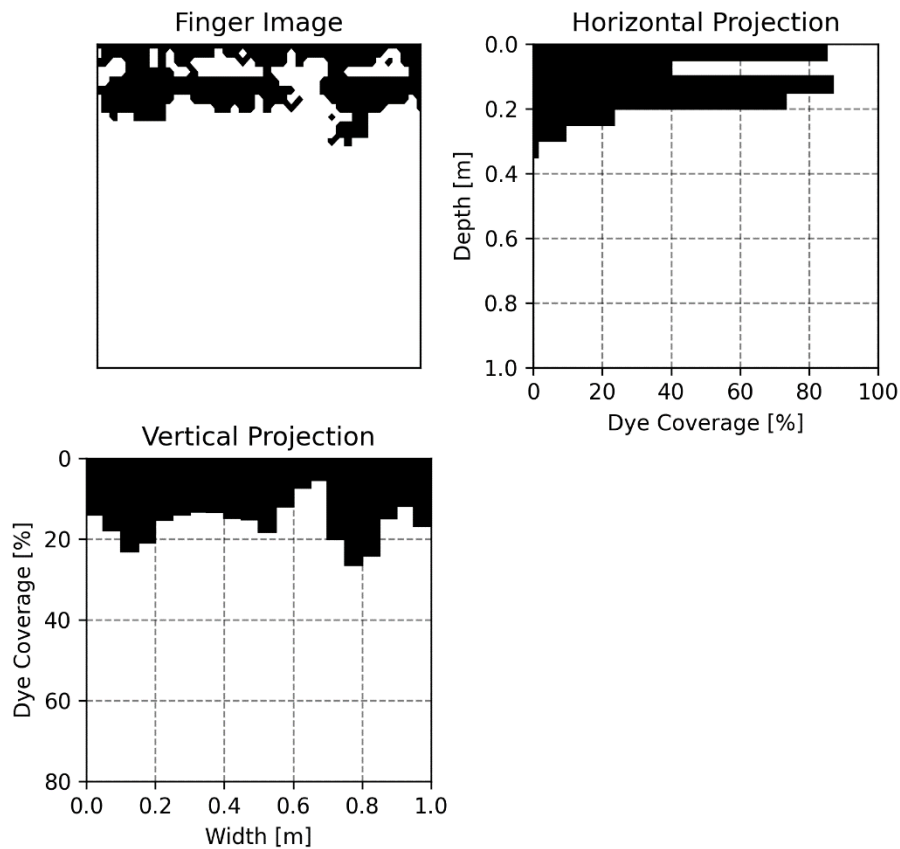 Finger Image
Horizontal Projection
0.0
0.2
0.4
0.6
0.8
1.0
Depth [m]
0 20 40 60 80 100
Dye Coverage [%]
Vertical Projection
0
20
40
60
80
Dye Coverage [%]
0.0 0.2 0.4 0.6 0.8 1.0
Width [m]